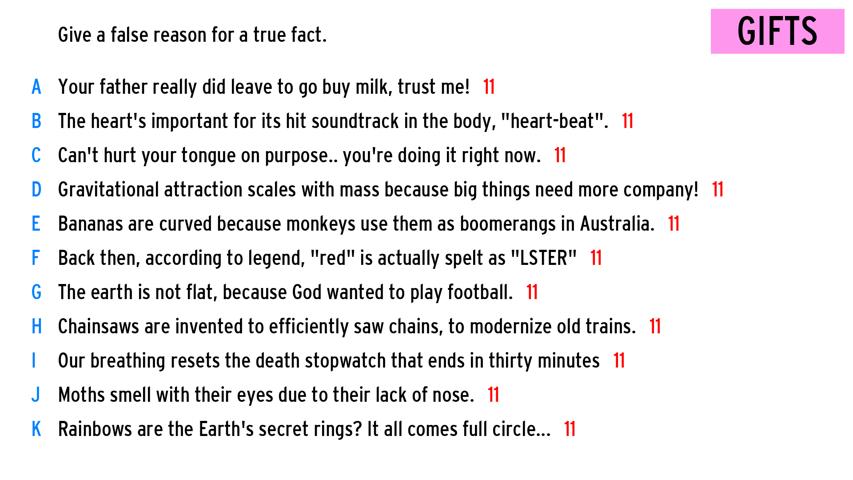 Give a false reason for a true fact.
GIFTS
A Your father really did leave to go buy milk, trust me! 11
B The heart's important for its hit soundtrack in the body, "heart-beat". 11
C Can't hurt your tongue on purpose.. you're doing it right now. 11
D Gravitational attraction scales with mass because big things need more company! 11
E Bananas are curved because monkeys use them as boomerangs in Australia. 11
F Back then, according to legend, "red" is actually spelt as "LSTER" 11
G The earth is not flat, because God wanted to play football. 11
H Chainsaws are invented to efficiently saw chains, to modernize old trains. 11
I Our breathing resets the death stopwatch that ends in thirty minutes 11
J Moths smell with their eyes due to their lack of nose. 11
K Rainbows are the Earth's secret rings? It all comes full circle... 11